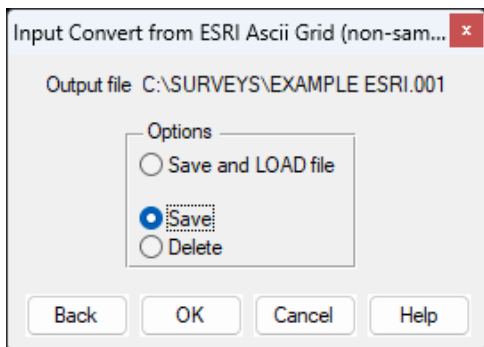 Input Convert from ESRI Ascii Grid (non-sam... x
Output file C:\SURVEYS\EXAMPLE ESRI.001
Options
Save and LOAD file
Save
Delete
Back OK Cancel Help